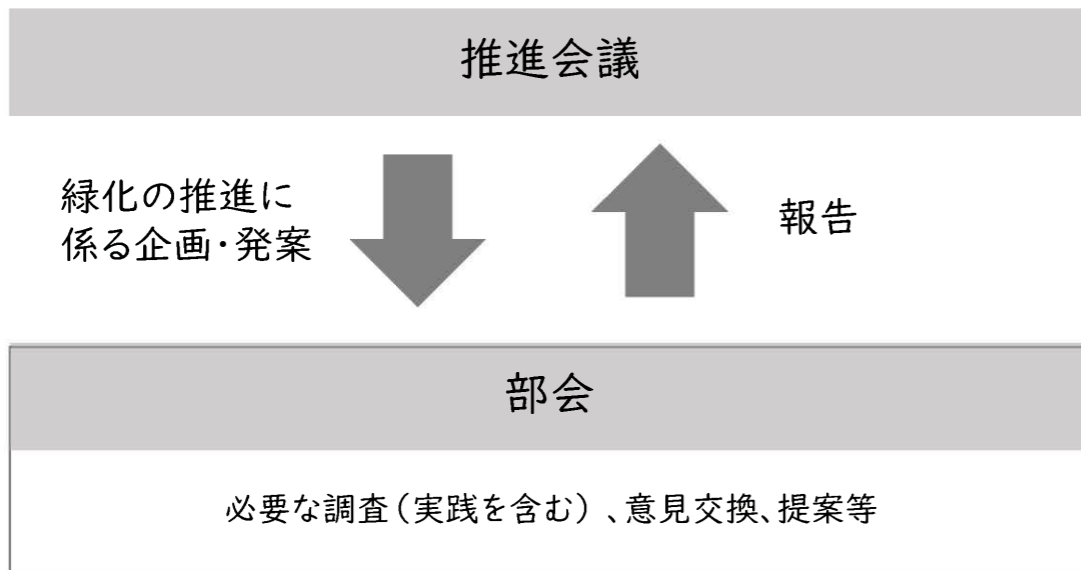 推進会議
緑化の推進に
係る企画・発案
報告
部会
必要な調査（実践を含む）、意見交換、提案等